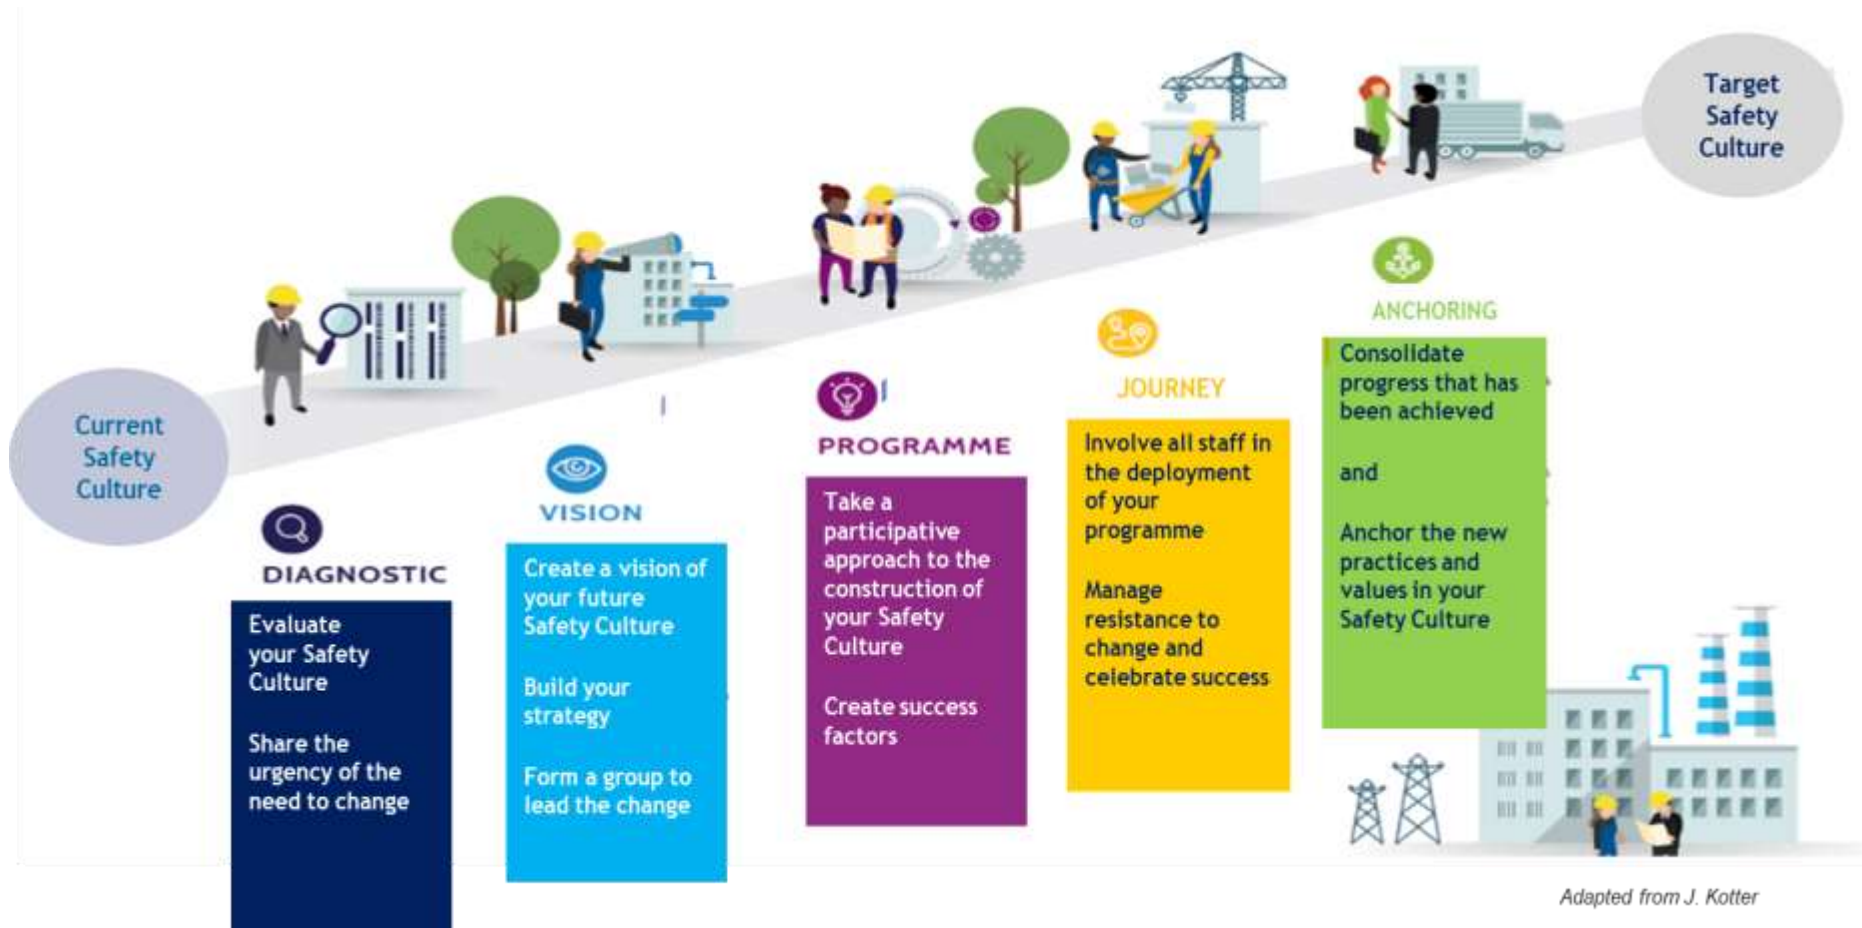 Current
Safety
Culture
DIAGNOSTIC
Evaluate
your Safety
Culture
Share the
urgency of the
need to change
VISION
Create a vision of
your future
Safety Culture
Build your
strategy
Form a group to
lead the change
PROGRAMME
Take a
participative
approach to the
construction of
your Safety
Culture
Create success
factors
JOURNEY
Involve all staff in
the deployment
of your
programme
Manage
resistance to
change and
celebrate success
ANCHORING
Consolidate
progress that has
been achieved
and
Anchor the new
practices and
values in your
Safety Culture
Target
Safety
Culture
Adapted from J. Kotter